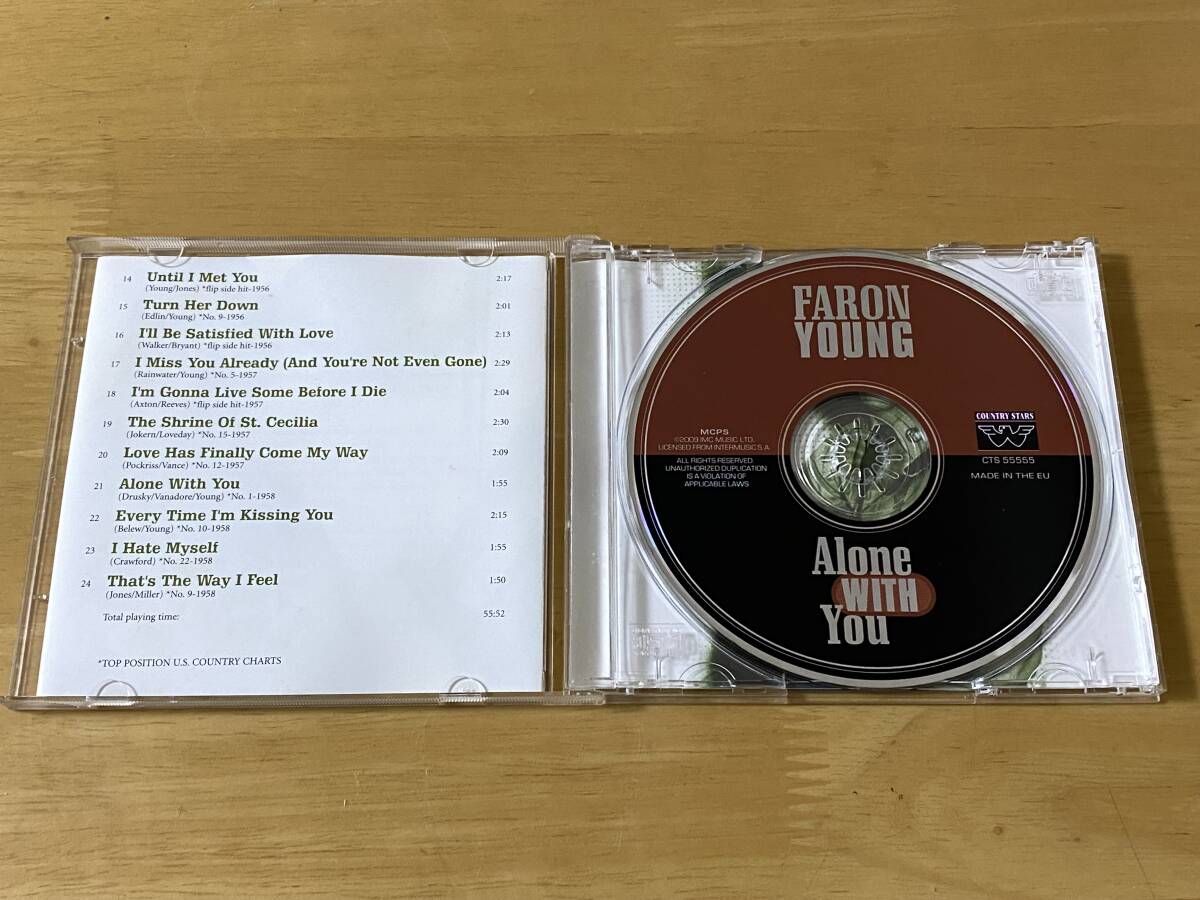 14 Until I Met You 2:17
(Young/Jones) *flip side hit-1956
15 Turn Her Down 2:01
(Edlin/Young) *No. 9-1956
16 I'll Be Satisfied With Love 2:13
(Walker/Bryant) *flip side hit-1956
17 I Miss You Already (And You're Not Even Gone) 2:29
(Rainwater/Young) *No. 5-1957
18 I'm Gonna Live Some Before I Die 2:04
(Axton/Reeves) *flip side hit-1957
19 The Shrine Of St. Cecilia 2:30
(Jokern/Loveday) *No. 15-1957
20 Love Has Finally Come My Way 2:09
(Pockriss/Vance) *No. 12-1957
21 Alone With You 1:55
(Drusky/Vanadore/Young) *No. 1-1958
22 Every Time I'm Kissing You 2:15
(Belew/Young) *No. 10-1958
23 I Hate Myself 1:55
(Crawford) *No. 22-1958
24 That's The Way I Feel 1:50
(Jones/Miller) *No. 9-1958
Total playing time: 55:52
*TOP POSITION U.S. COUNTRY CHARTS
FARON
YOUNG
MCPS
©2009 IMC MUSIC LTD.
LICENSED FROM INTERMUSIC S.A.
ALL RIGHTS RESERVED
UNAUTHORIZED DUPLICATION
IS A VIOLATION OF
APPLICABLE LAWS
COUNTRY STARS
CTS 55555
MADE IN THE EU
Alone
WITH
You